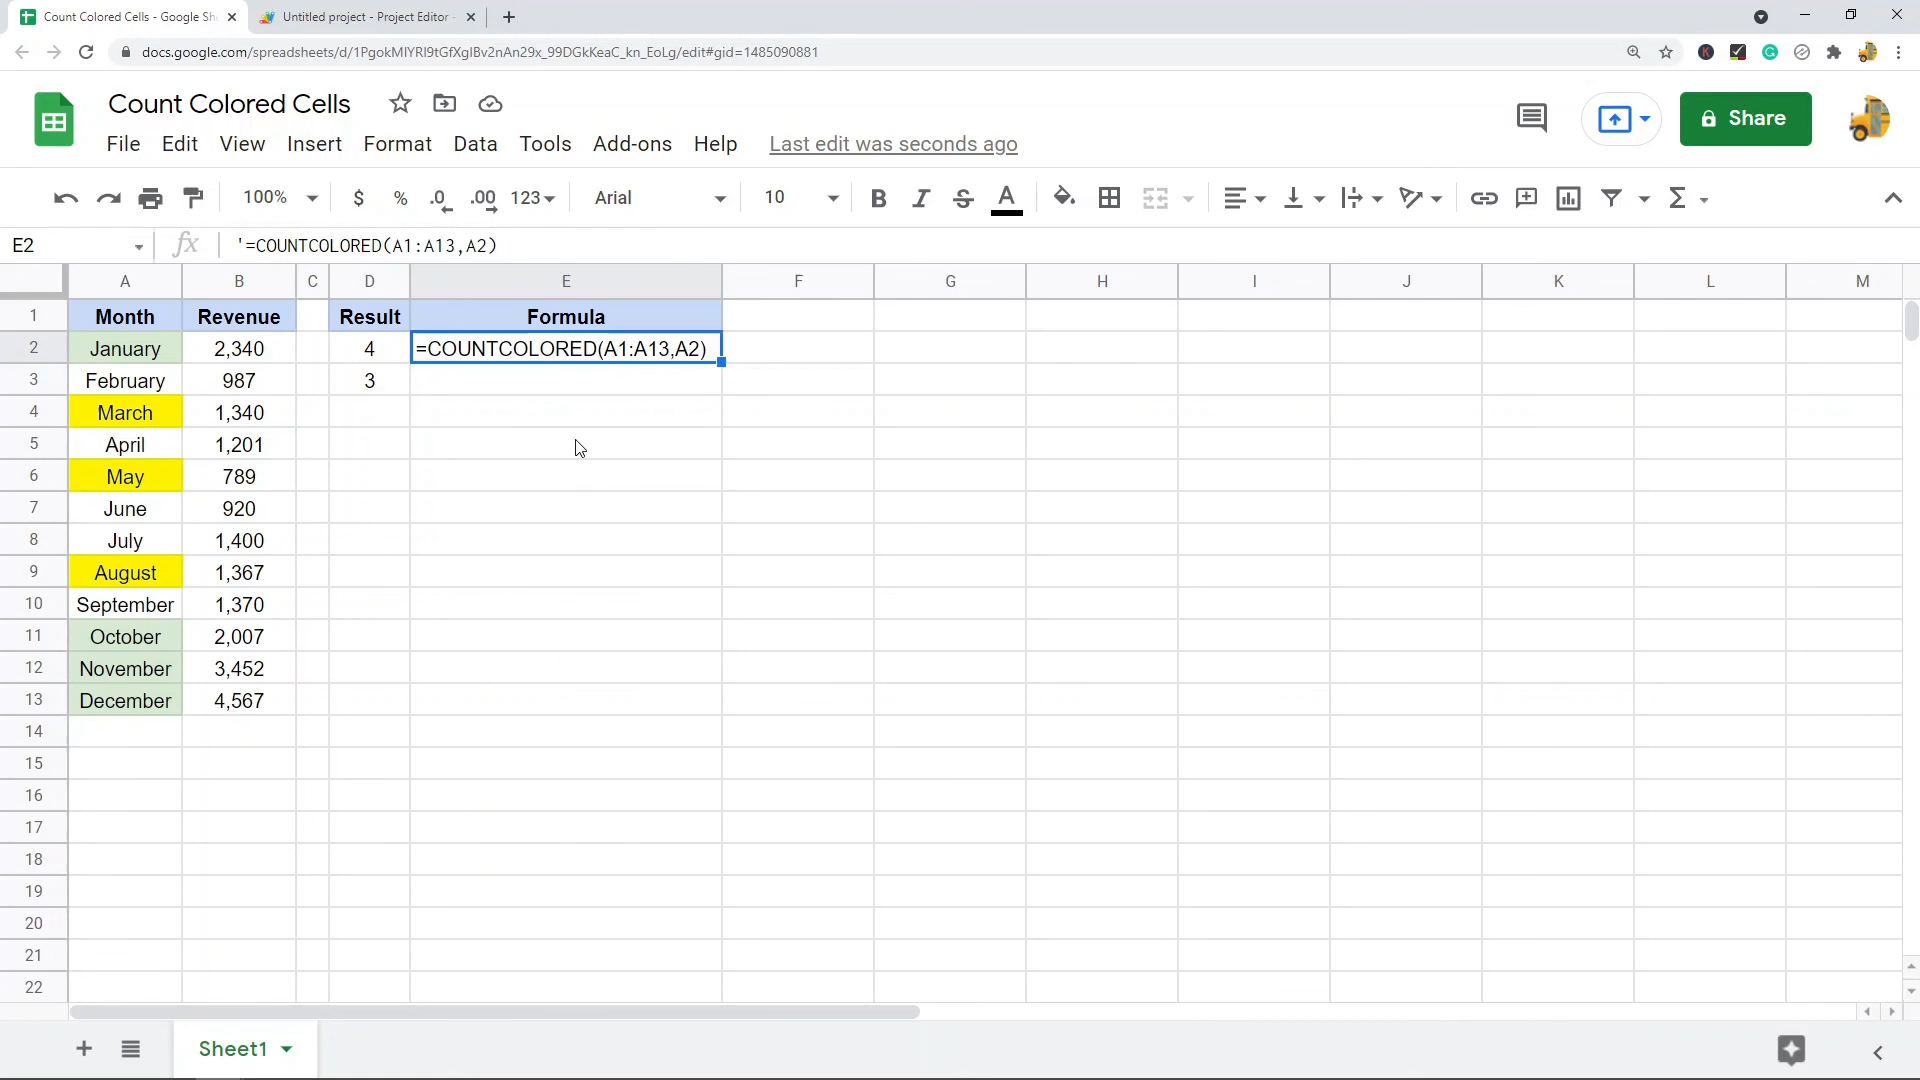 Count Colored Cells - Google She
Untitled project - Project Editor -
docs.google.com/spreadsheets/d/1PgokMlYRl9tGfXglBv2nAn29x_99DGkKeaC_kn_EoLg/edit#gid=1485090881
Count Colored Cells
Share
File Edit View Insert Format Data Tools Add-ons Help Last edit was seconds ago
100% $ % .0 .00 123 Arial 10 B I S A
E2 fx '=COUNTCOLORED(A1:A13,A2)
A B C D E F G H I J K L M
1 Month Revenue Result Formula
2 January 2,340 4 =COUNTCOLORED(A1:A13,A2)
3 February 987 3
4 March 1,340
5 April 1,201
6 May 789
7 June 920
8 July 1,400
9 August 1,367
10 September 1,370
11 October 2,007
12 November 3,452
13 December 4,567
14
15
16
17
18
19
20
21
22
Sheet1